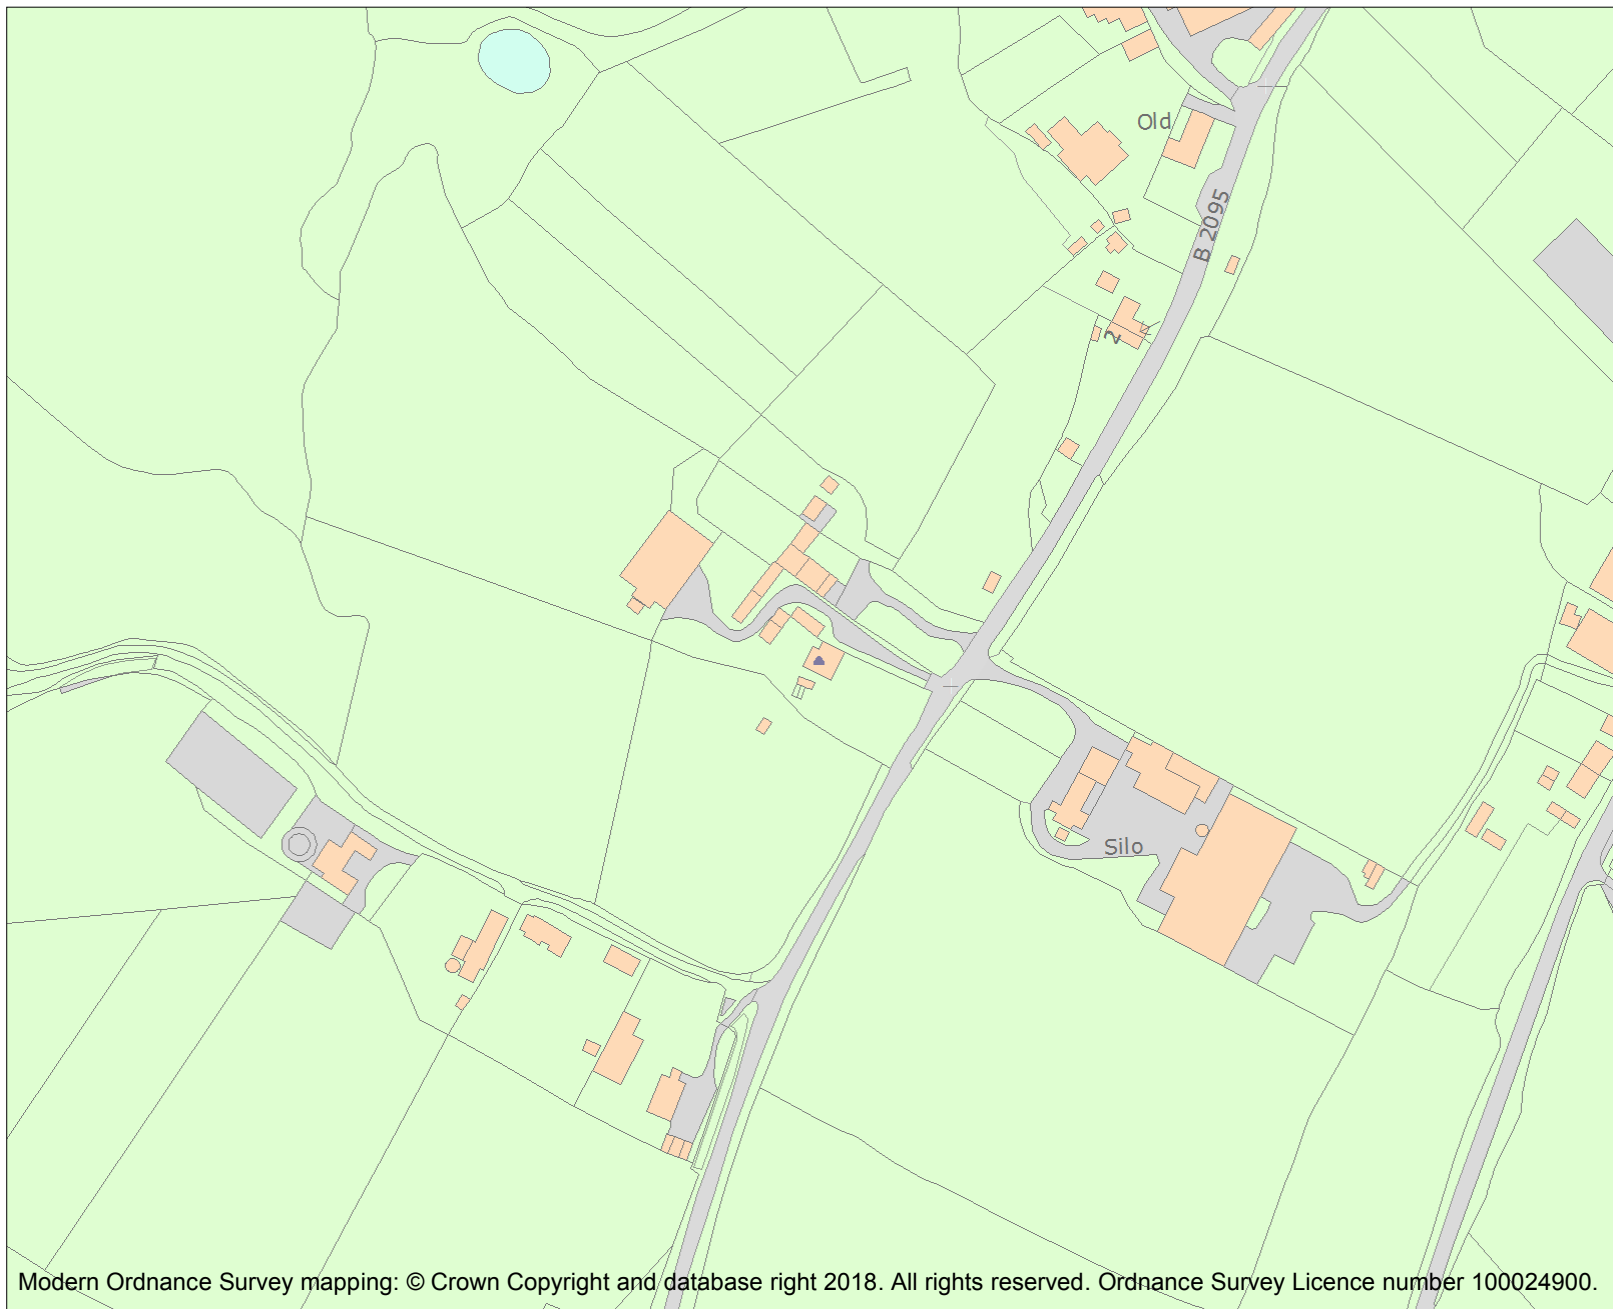 Old
B 2095
2
Silo
Modern Ordnance Survey mapping: © Crown Copyright and database right 2018. All rights reserved. Ordnance Survey Licence number 100024900.